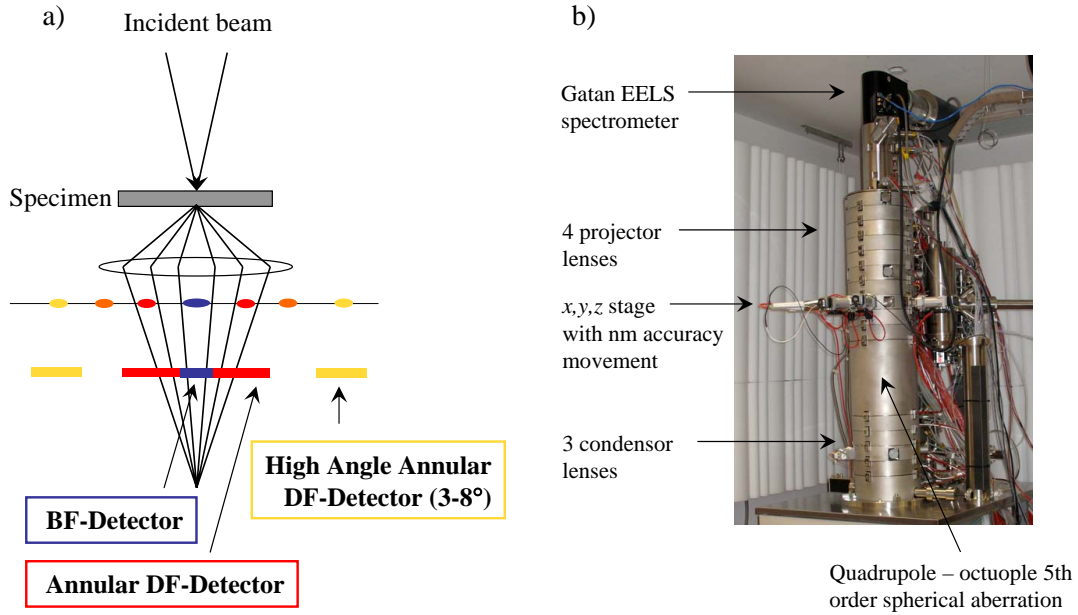 a)
Incident beam
Specimen
High Angle Annular
DF-Detector (3-8°)
BF-Detector
Annular DF-Detector
b)
Gatan EELS
spectrometer
4 projector
lenses
x,y,z stage
with nm accuracy
movement
3 condensor
lenses
Quadrupole – octuople 5th
order spherical aberration